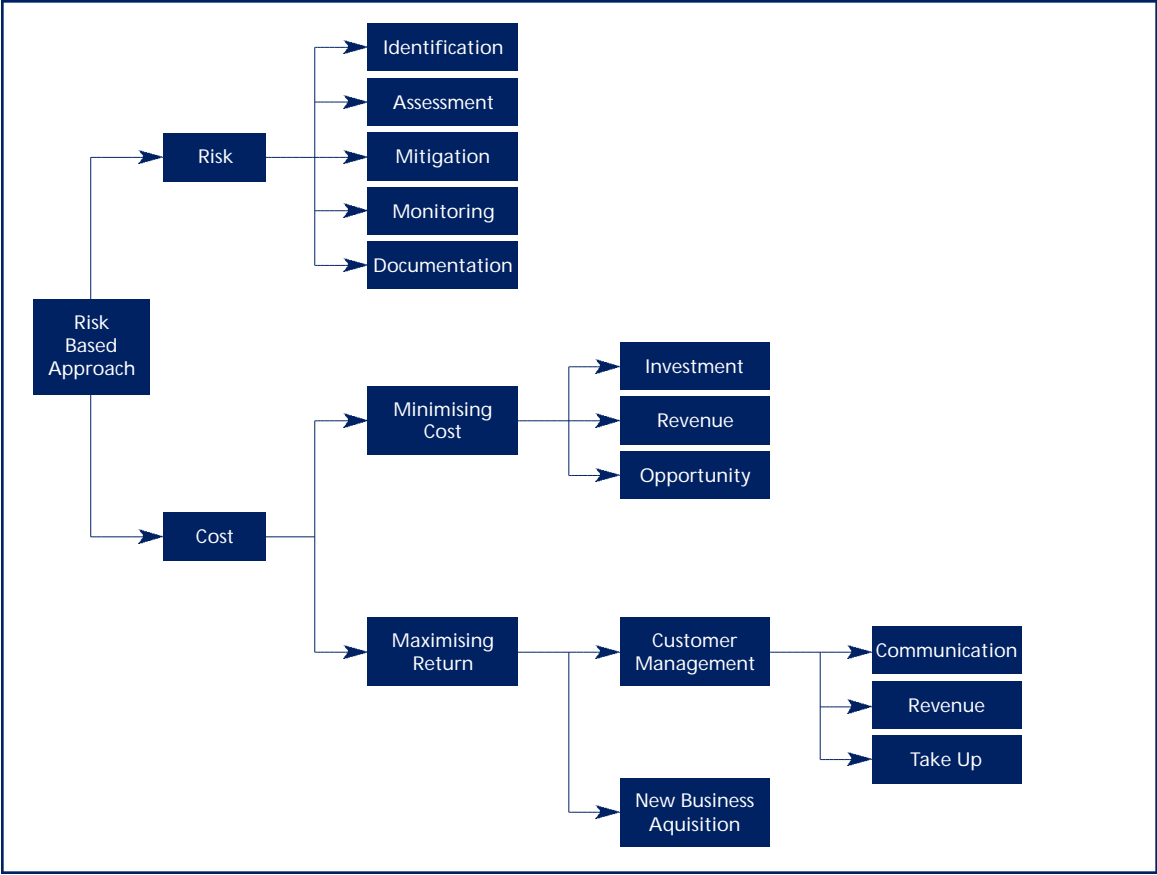 Identification
Assessment
Risk
Mitigation
Monitoring
Documentation
Risk
Based
Approach
Investment
Minimising
Cost
Revenue
Opportunity
Cost
Maximising
Return
Customer
Management
Communication
Revenue
Take Up
New Business
Aquisition